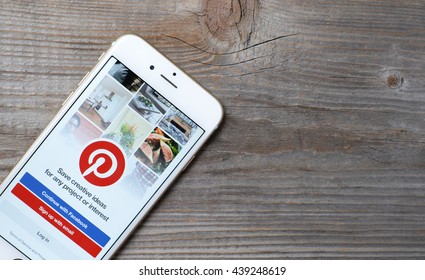 Save creative ideas
for any project or interest
Continue with Facebook
Sign up with email
Log in
www.shutterstock.com · 439248619